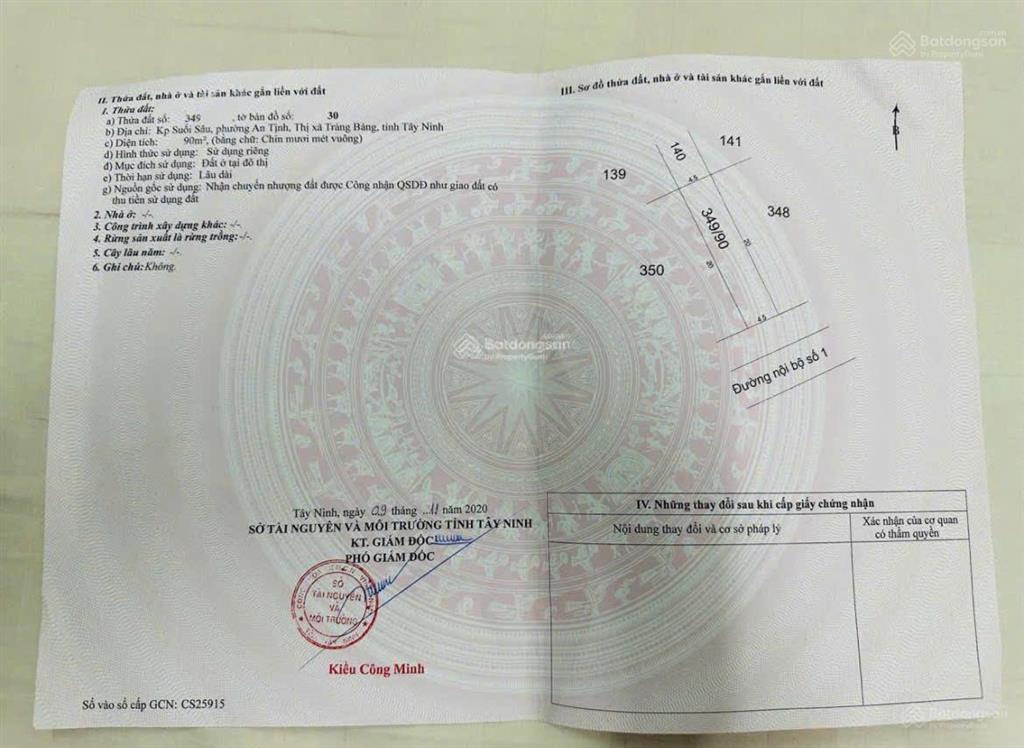 II. Thửa đất, nhà ở và tài sản khác gắn liền với đất
1. Thửa đất:
a) Thửa đất số: 349 , tờ bản đồ số: 30
b) Địa chỉ: Kp Suối Sâu, phường An Tịnh, Thị xã Trảng Bàng, tỉnh Tây Ninh
c) Diện tích: 90m², (bằng chữ: Chín mươi mét vuông)
d) Hình thức sử dụng: Sử dụng riêng
đ) Mục đích sử dụng: Đất ở tại đô thị
e) Thời hạn sử dụng: Lâu dài
g) Nguồn gốc sử dụng: Nhận chuyển nhượng đất được Công nhận QSDĐ như giao đất có
thu tiền sử dụng đất
2. Nhà ở: -/-.
3. Công trình xây dựng khác: -/-.
4. Rừng sản xuất là rừng trồng: -/-.
5. Cây lâu năm: -/-.
6. Ghi chú: Không.
Tây Ninh, ngày 09 tháng 11 năm 2020
SỞ TÀI NGUYÊN VÀ MÔI TRƯỜNG TỈNH TÂY NINH
KT. GIÁM ĐỐC
PHÓ GIÁM ĐỐC
SỞ
TÀI NGUYÊN
VÀ
MÔI TRƯỜNG
Kiều Công Minh
Số vào sổ cấp GCN: CS25915
III. Sơ đồ thửa đất, nhà ở và tài sản khác gắn liền với đất
B
141
140
139
4.5
348
349/90
20
20
350
4.5
Đường nội bộ số 1
IV. Những thay đổi sau khi cấp giấy chứng nhận
Nội dung thay đổi và cơ sở pháp lý
Xác nhận của cơ quan
có thẩm quyền
Batdongsan
by PropertyGuru
Batdongsan
by PropertyGuru
Batdongsan